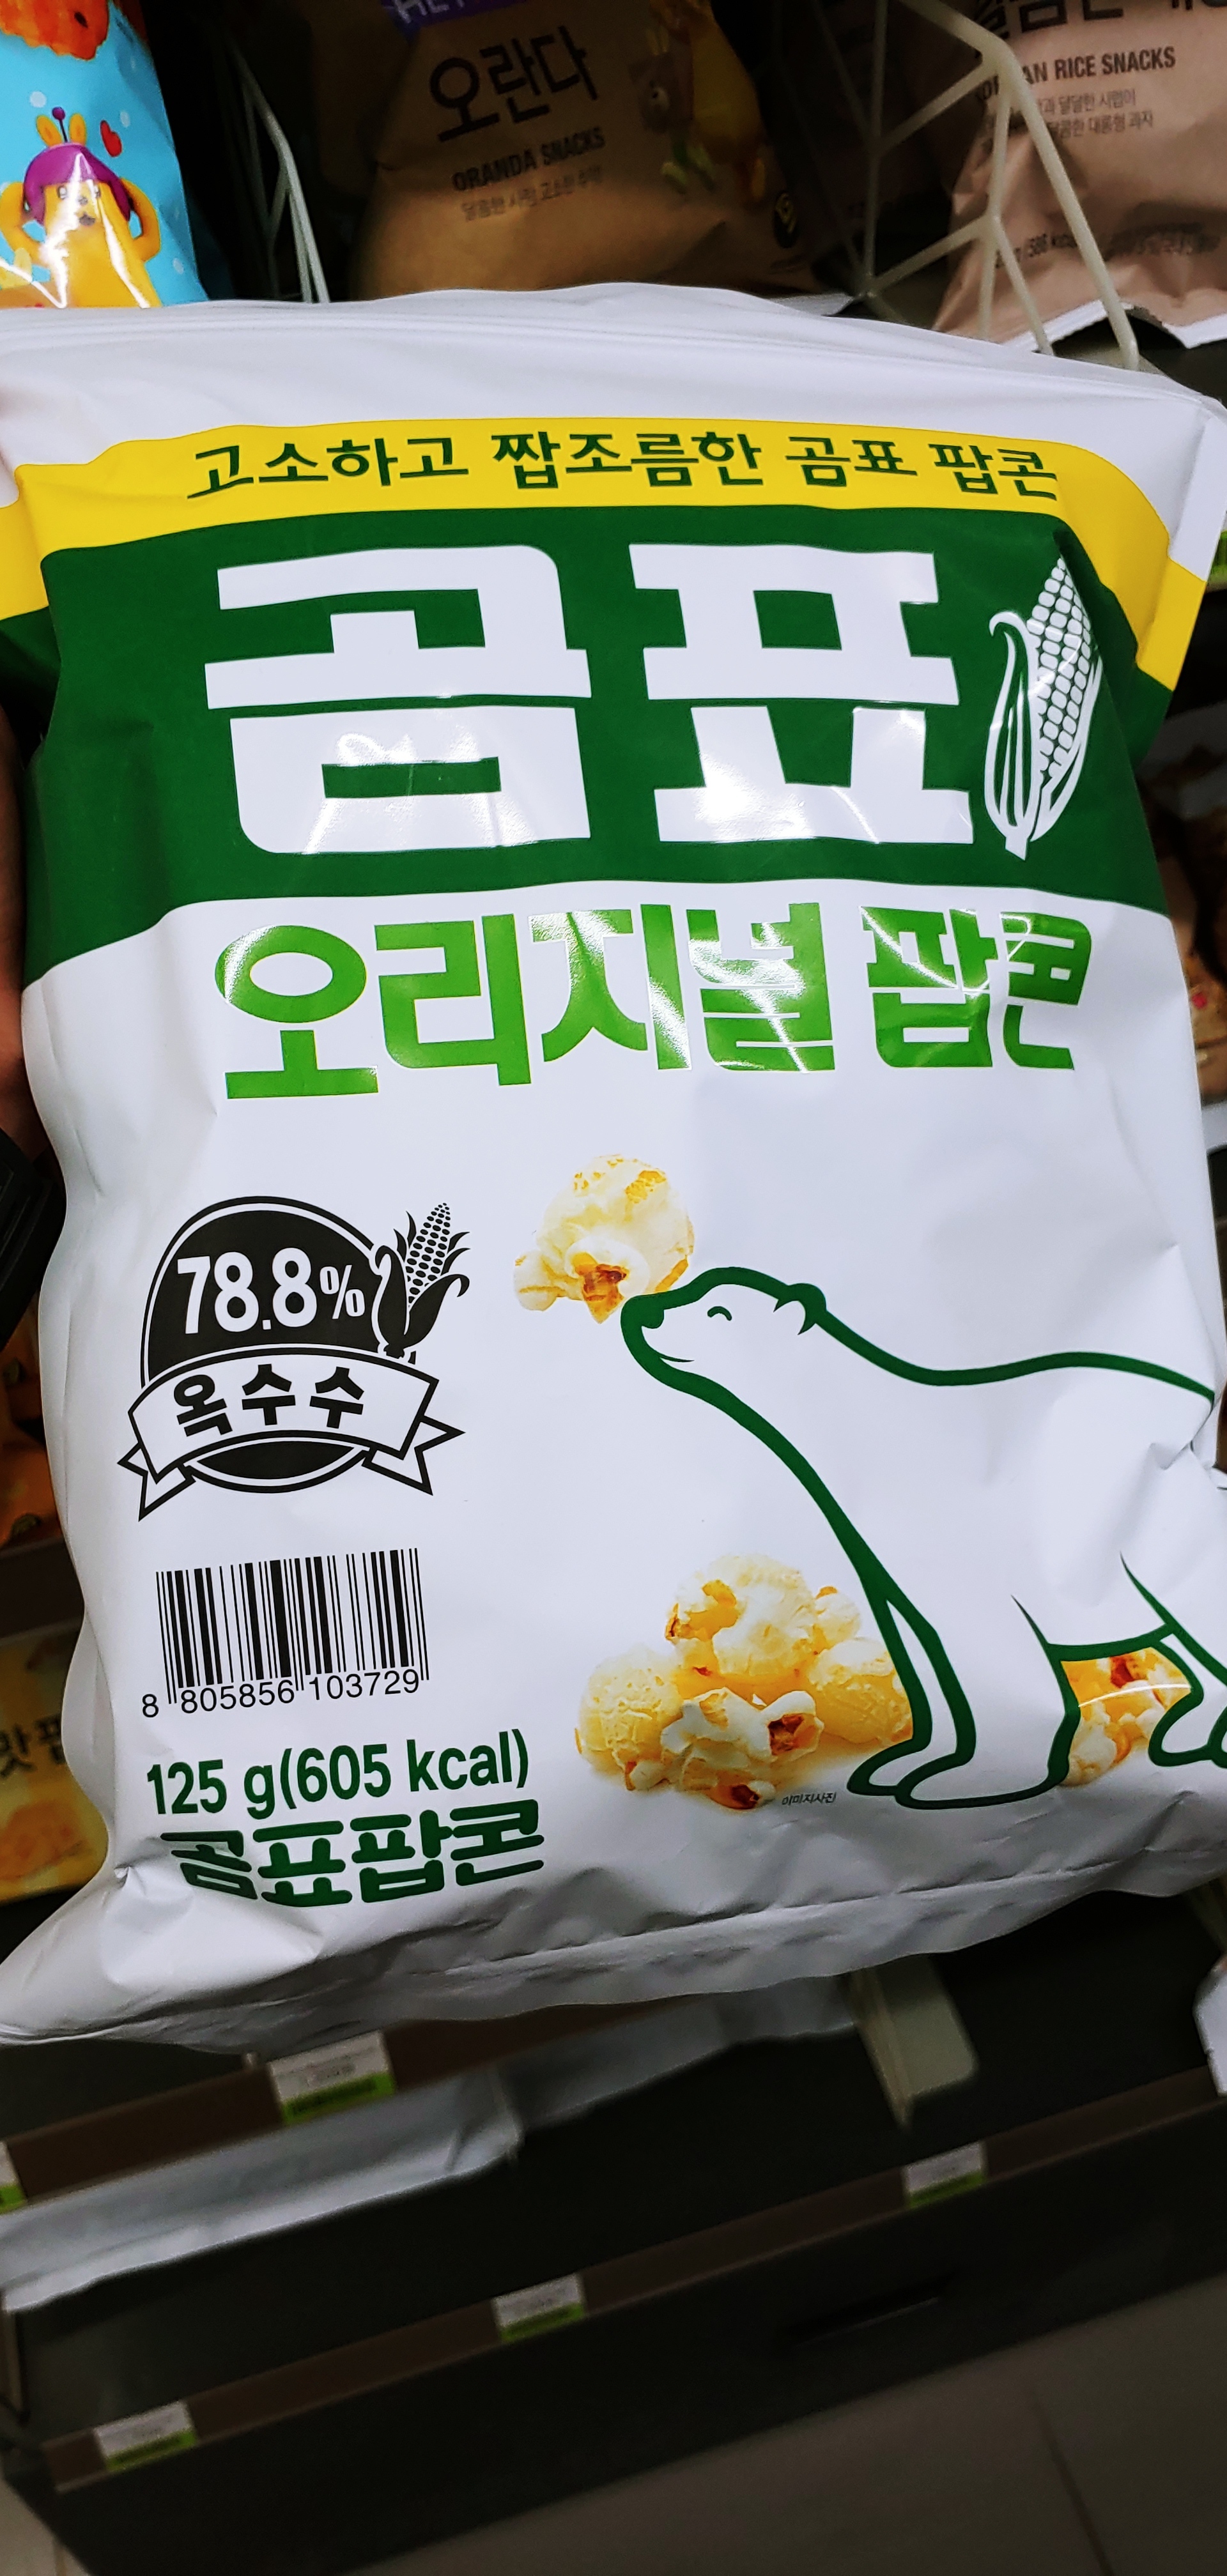 오란다
ORANDA SNACKS
RICE SNACKS
고소하고 짭조름한 곰표 팝콘
곰표
오리지널 팝콘
78.8%
옥수수
8 805856 103729
125 g(605 kcal)
곰표팝콘
이미지사진